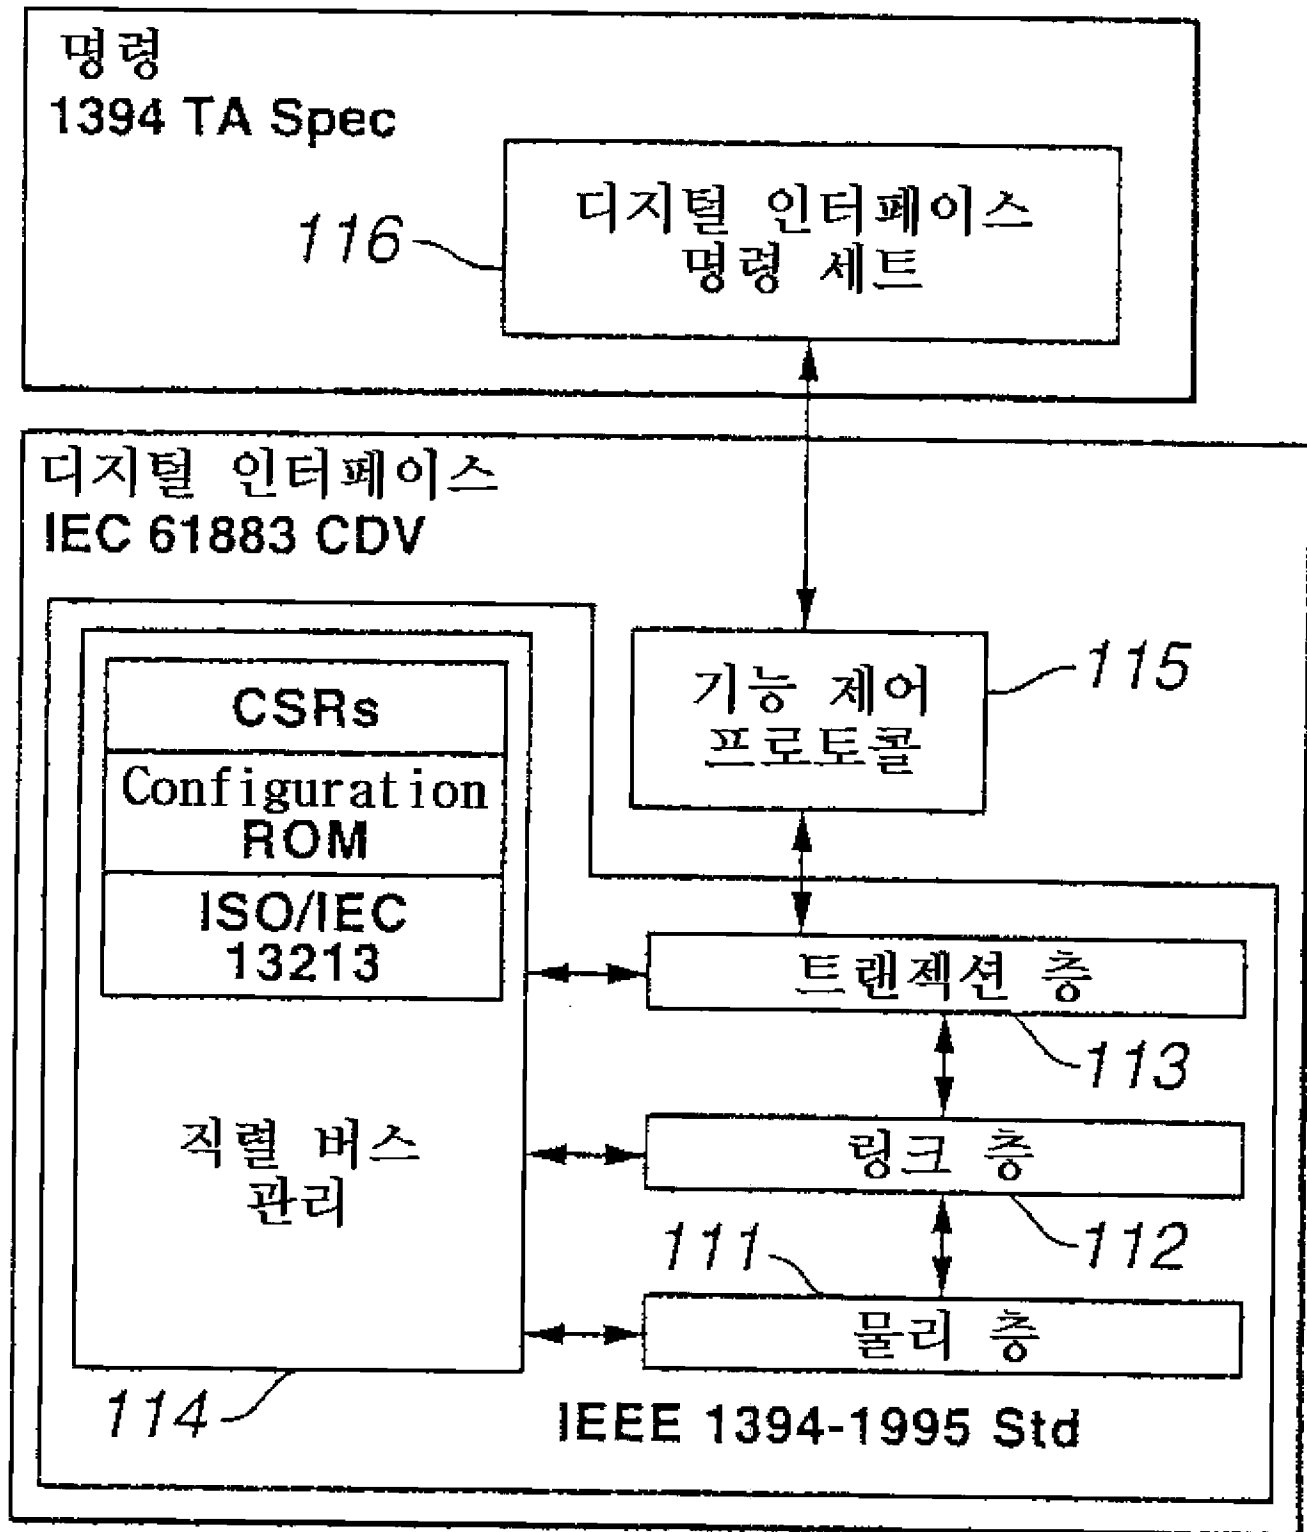 명령
1394 TA Spec
디지털 인터페이스
명령 세트
116
디지털 인터페이스
IEC 61883 CDV
CSRs
Configuration
ROM
ISO/IEC
13213
직렬 버스
관리
114
기능 제어
프로토콜
115
트랜젝션 층
113
링크 층
112
111
물리 층
IEEE 1394-1995 Std